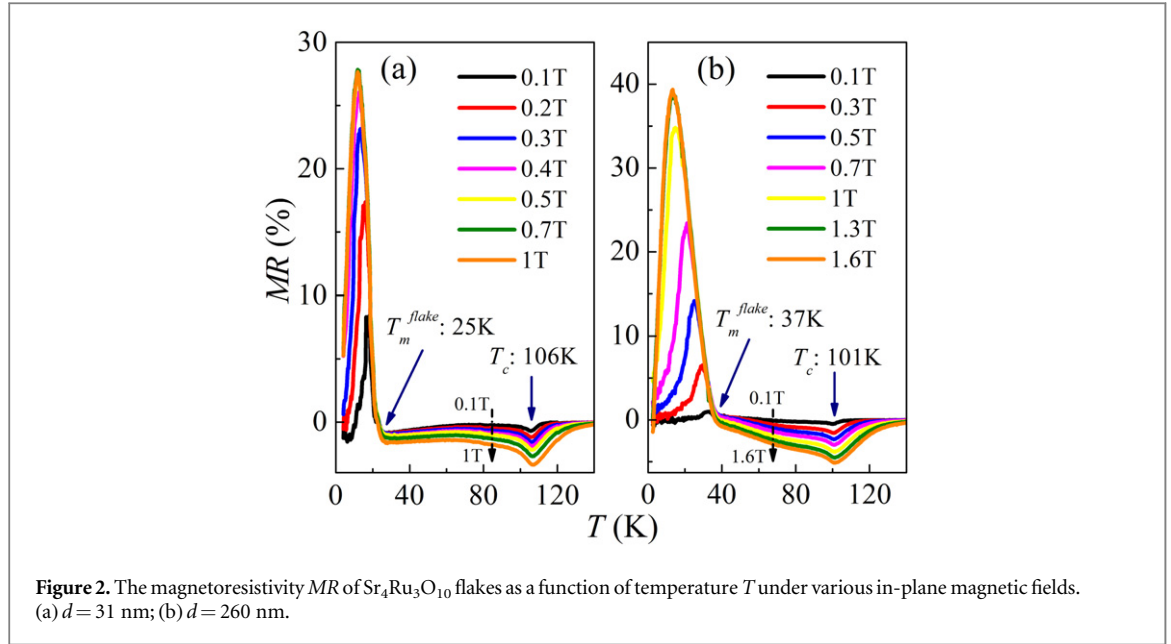 30
20
10
0
MR (%)
(a)
0.1T
0.2T
0.3T
0.4T
0.5T
0.7T
1T
T_m^flake: 25K
T_c: 106K
0.1T
1T
0 40 80 120
40
30
20
10
0
(b)
0.1T
0.3T
0.5T
0.7T
1T
1.3T
1.6T
T_m^flake: 37K
T_c: 101K
0.1T
1.6T
0 40 80 120
T (K)
Figure 2. The magnetoresistivity MR of Sr₄Ru₃O₁₀ flakes as a function of temperature T under various in-plane magnetic fields.
(a) d = 31 nm; (b) d = 260 nm.